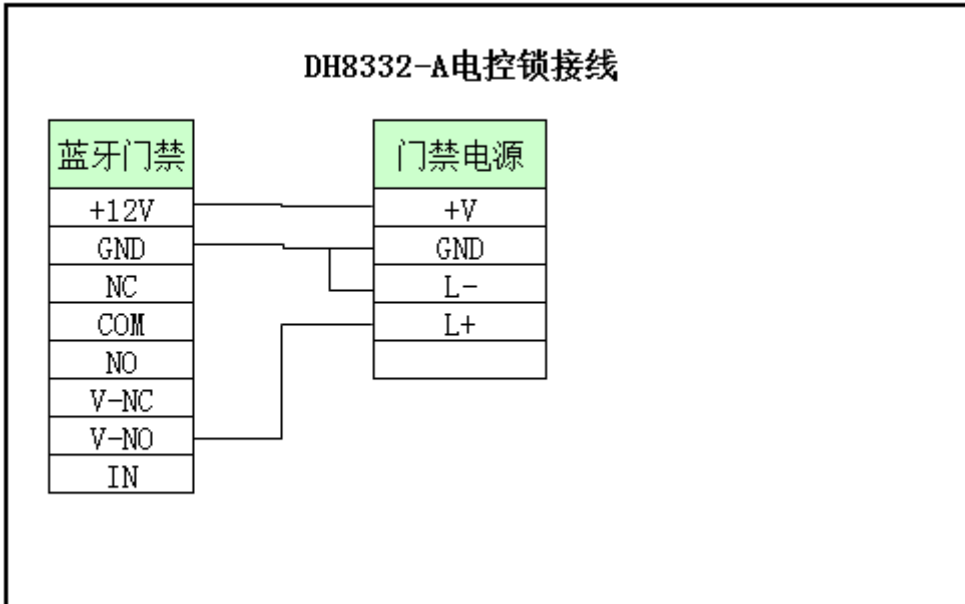 DH8332-A电控锁接线
蓝牙门禁
+12V
GND
NC
COM
NO
V-NC
V-NO
IN
门禁电源
+V
GND
L-
L+